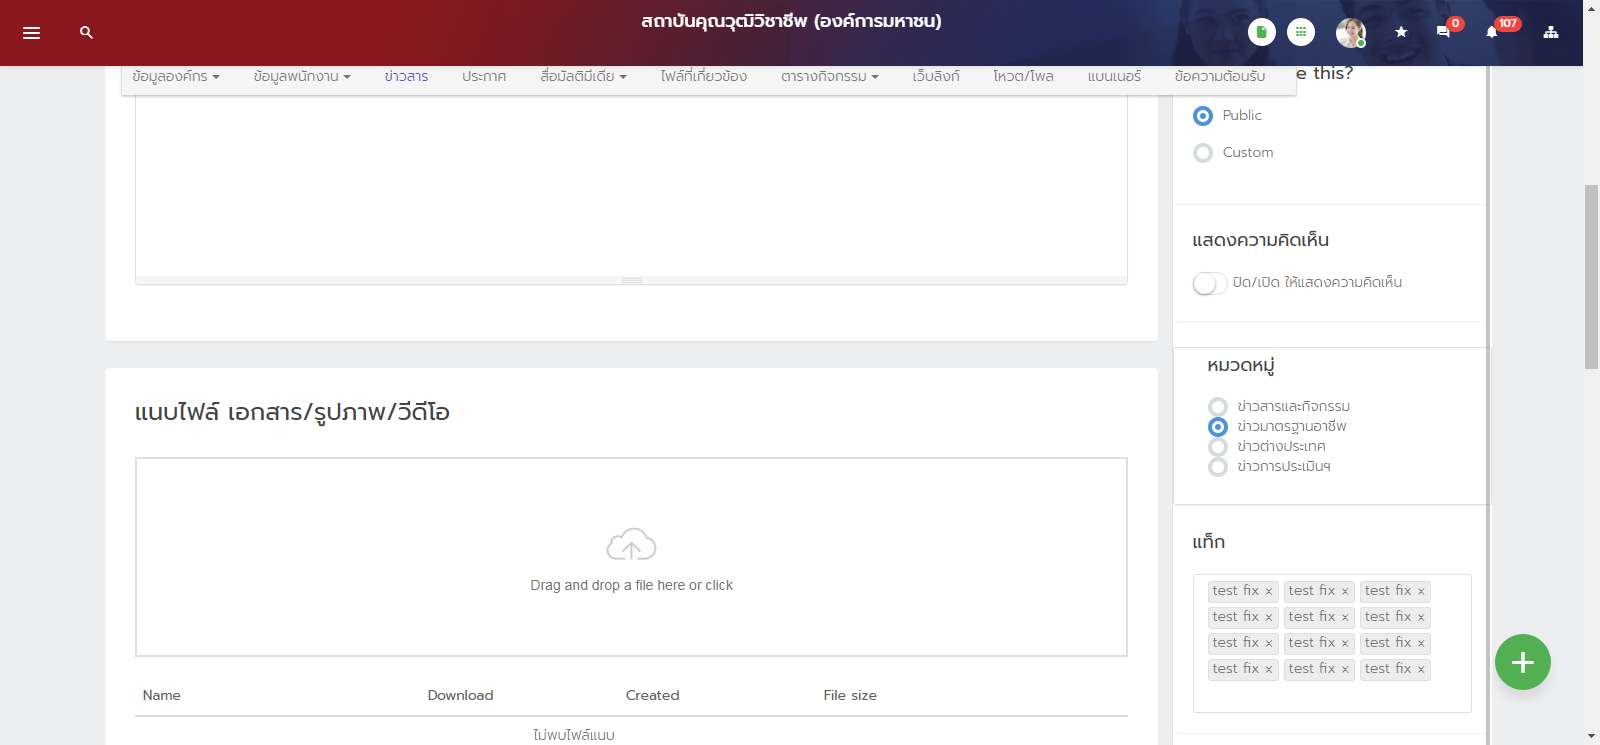 สถาบันคุณวุฒิวิชาชีพ (องค์การมหาชน)
0
107
ข้อมูลองค์กร ข้อมูลพนักงาน ข่าวสาร ประกาศ สื่อมัลติมีเดีย ไฟล์ที่เกี่ยวข้อง ตารางกิจกรรม เว็บลิงก์ โหวต/โพล แบนเนอร์ ข้อความต้อนรับ
e this?
Public
Custom
แสดงความคิดเห็น
ปิด/เปิด ให้แสดงความคิดเห็น
หมวดหมู่
ข่าวสารและกิจกรรม
ข่าวมาตรฐานอาชีพ
ข่าวต่างประเทศ
ข่าวการประเมินฯ
แท็ก
test fix × test fix × test fix ×
test fix × test fix × test fix ×
test fix × test fix × test fix ×
test fix × test fix × test fix ×
แนบไฟล์ เอกสาร/รูปภาพ/วีดีโอ
Drag and drop a file here or click
Name Download Created File size
ไม่พบไฟล์แนบ